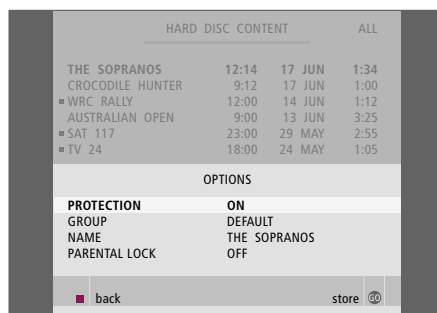 HARD DISC CONTENT ALL
THE SOPRANOS 12:14 17 JUN 1:34
CROCODILE HUNTER 9:12 17 JUN 1:00
WRC RALLY 12:00 14 JUN 1:12
AUSTRALIAN OPEN 9:00 13 JUN 3:25
SAT 117 23:00 29 MAY 2:55
TV 24 18:00 24 MAY 1:05
OPTIONS
PROTECTION ON
GROUP DEFAULT
NAME THE SOPRANOS
PARENTAL LOCK OFF
back store GO